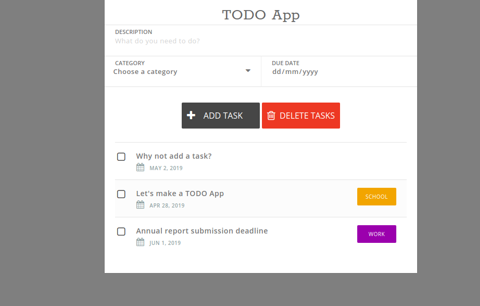 TODO App
DESCRIPTION
What do you need to do?
CATEGORY
Choose a category
DUE DATE
dd/mm/yyyy
ADD TASK
DELETE TASKS
Why not add a task?
MAY 2, 2019
Let's make a TODO App
APR 28, 2019
SCHOOL
Annual report submission deadline
JUN 1, 2019
WORK